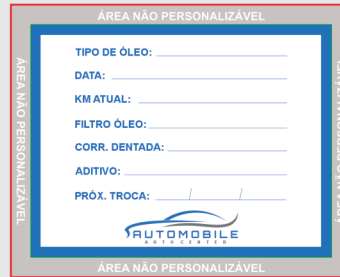 ÁREA NÃO PERSONALIZÁVEL
ÁREA NÃO PERSONALIZÁVEL
TIPO DE ÓLEO:
DATA:
KM ATUAL:
FILTRO ÓLEO:
CORR. DENTADA:
ADITIVO:
PRÓX. TROCA: / /
AUTOMOBILE
AUTO CENTER
ÁREA NÃO PERSONALIZÁVEL
ÁREA NÃO PERSONALIZÁVEL